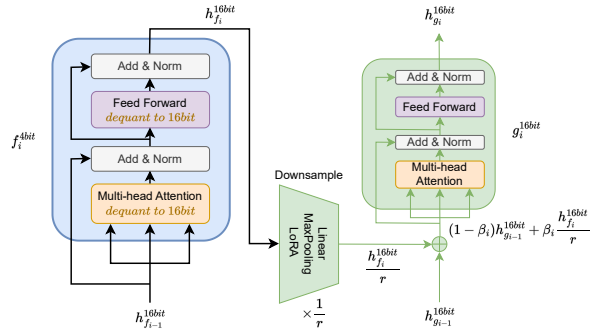 h_{f_i}^{16bit}
Add & Norm
Feed Forward
dequant to 16bit
f_i^{4bit}
Add & Norm
Multi-head Attention
dequant to 16bit
h_{f_{i-1}}^{16bit}
Downsample
Linear
MaxPooling
LoRA
× \frac{1}{r}
\frac{h_{f_i}^{16bit}}{r}
h_{g_i}^{16bit}
Add & Norm
Feed Forward
g_i^{16bit}
Add & Norm
Multi-head
Attention
(1 − β_i)h_{g_{i-1}}^{16bit} + β_i \frac{h_{f_i}^{16bit}}{r}
h_{g_{i-1}}^{16bit}